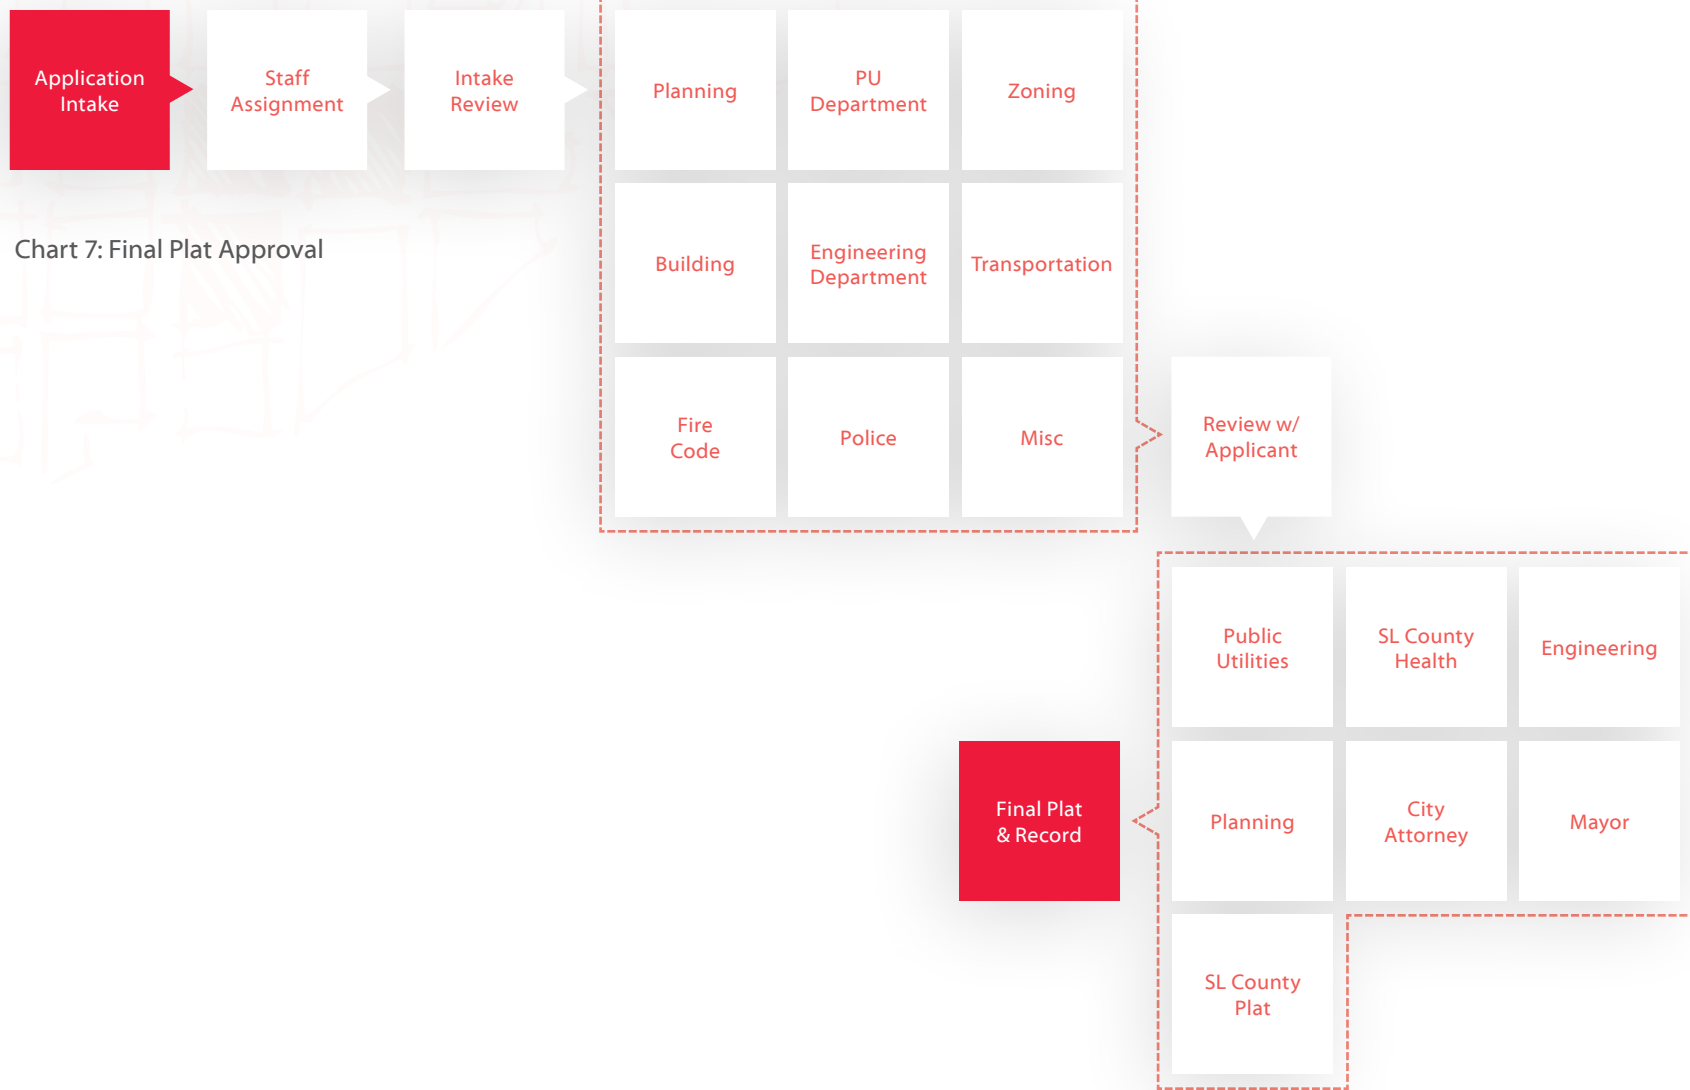 Application
Intake
Staff
Assignment
Intake
Review
Planning
PU
Department
Zoning
Chart 7: Final Plat Approval
Building
Engineering
Department
Transportation
Fire
Code
Police
Misc
Review w/
Applicant
Public
Utilities
SL County
Health
Engineering
Final Plat
& Record
Planning
City
Attorney
Mayor
SL County
Plat